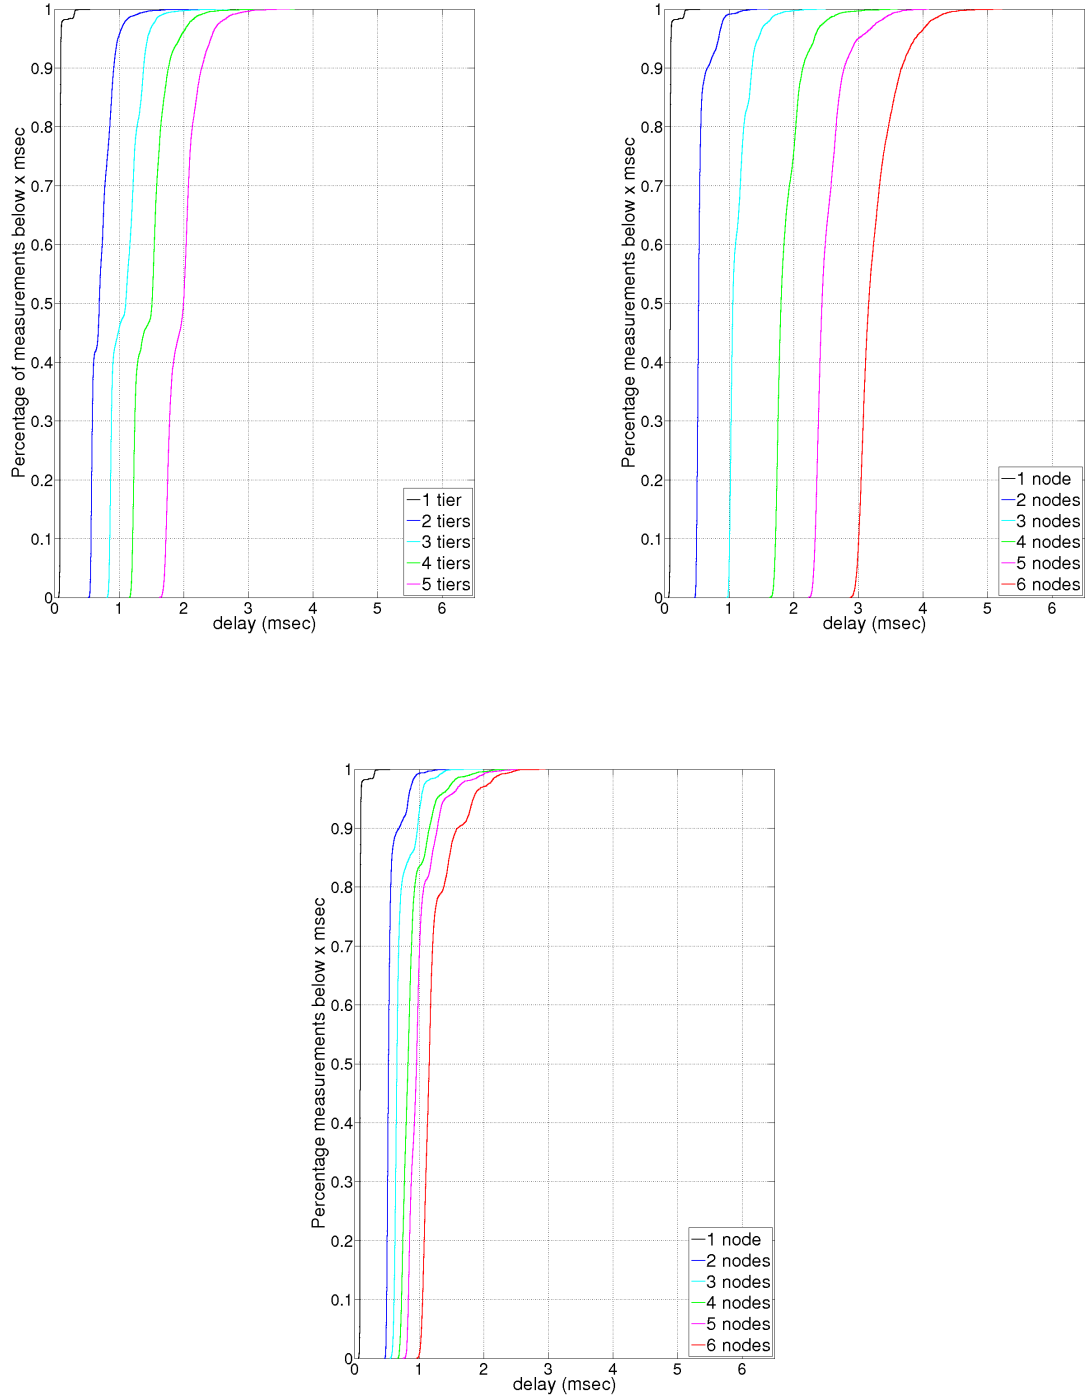 1
0.9
0.8
0.7
0.6
0.5
0.4
0.3
0.2
0.1
0
Percentage of measurements below x msec
1 tier
2 tiers
3 tiers
4 tiers
5 tiers
0 1 2 3 4 5 6
delay (msec)
1
0.9
0.8
0.7
0.6
0.5
0.4
0.3
0.2
0.1
0
Percentage measurements below x msec
1 node
2 nodes
3 nodes
4 nodes
5 nodes
6 nodes
0 1 2 3 4 5 6
delay (msec)
1
0.9
0.8
0.7
0.6
0.5
0.4
0.3
0.2
0.1
0
Percentage measurements below x msec
1 node
2 nodes
3 nodes
4 nodes
5 nodes
6 nodes
0 1 2 3 4 5 6
delay (msec)